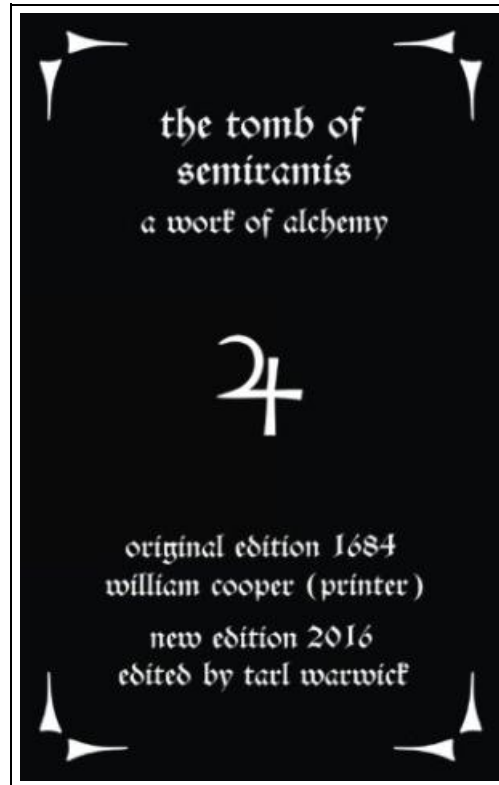 the tomb of
semiramis
a work of alchemy
♃
original edition 1684
william cooper (printer)
new edition 2016
edited by tarl warwick